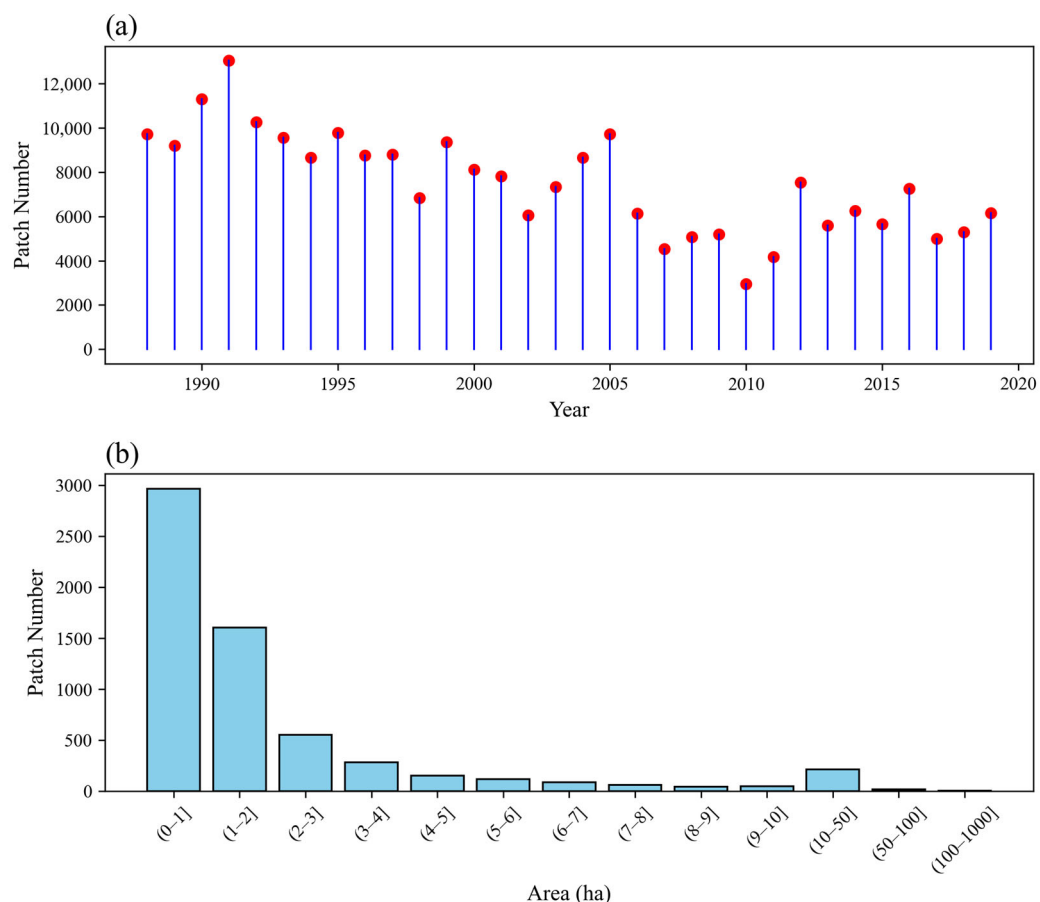 (a)
12,000
10,000
8000
6000
4000
2000
0
Patch Number
1990 1995 2000 2005 2010 2015 2020
Year
(b)
3000
2500
2000
1500
1000
500
0
Patch Number
(0–1] (1–2] (2–3] (3–4] (4–5] (5–6] (6–7] (7–8] (8–9] (9–10] (10–50] (50–100] (100–1000]
Area (ha)